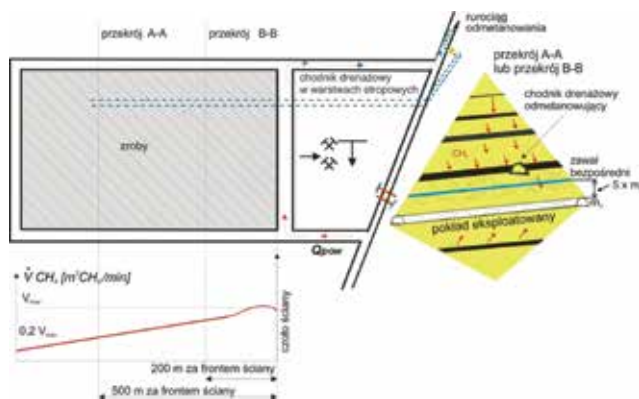 przekrój A-A
przekrój B-B
rurociąg
odmetanowania
przekrój A-A
lub przekrój B-B
chodnik drenażowy
w warstwach stropowych
chodnik drenażowy
odmetanowujący
CH₄
zroby
zawał
bezpośredni
5 x m
pokład eksploatowany
Qpow
V̇ CH₄ [m³CH₄/min]
Vmax
0,2 Vmax
czoło ściany
200 m za frontem ściany
500 m za frontem ściany